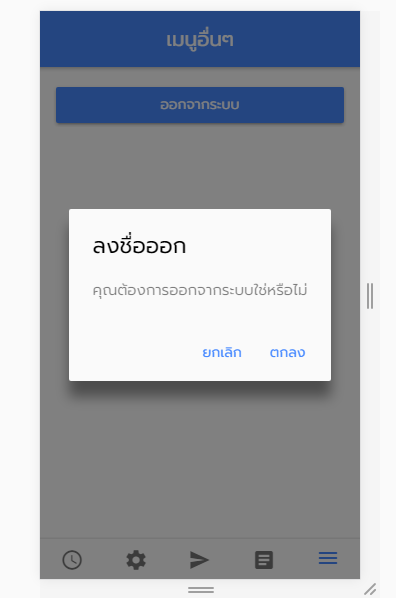 เมนูอื่นๆ
ออกจากระบบ
ลงชื่อออก
คุณต้องการออกจากระบบใช่หรือไม่
ยกเลิก ตกลง